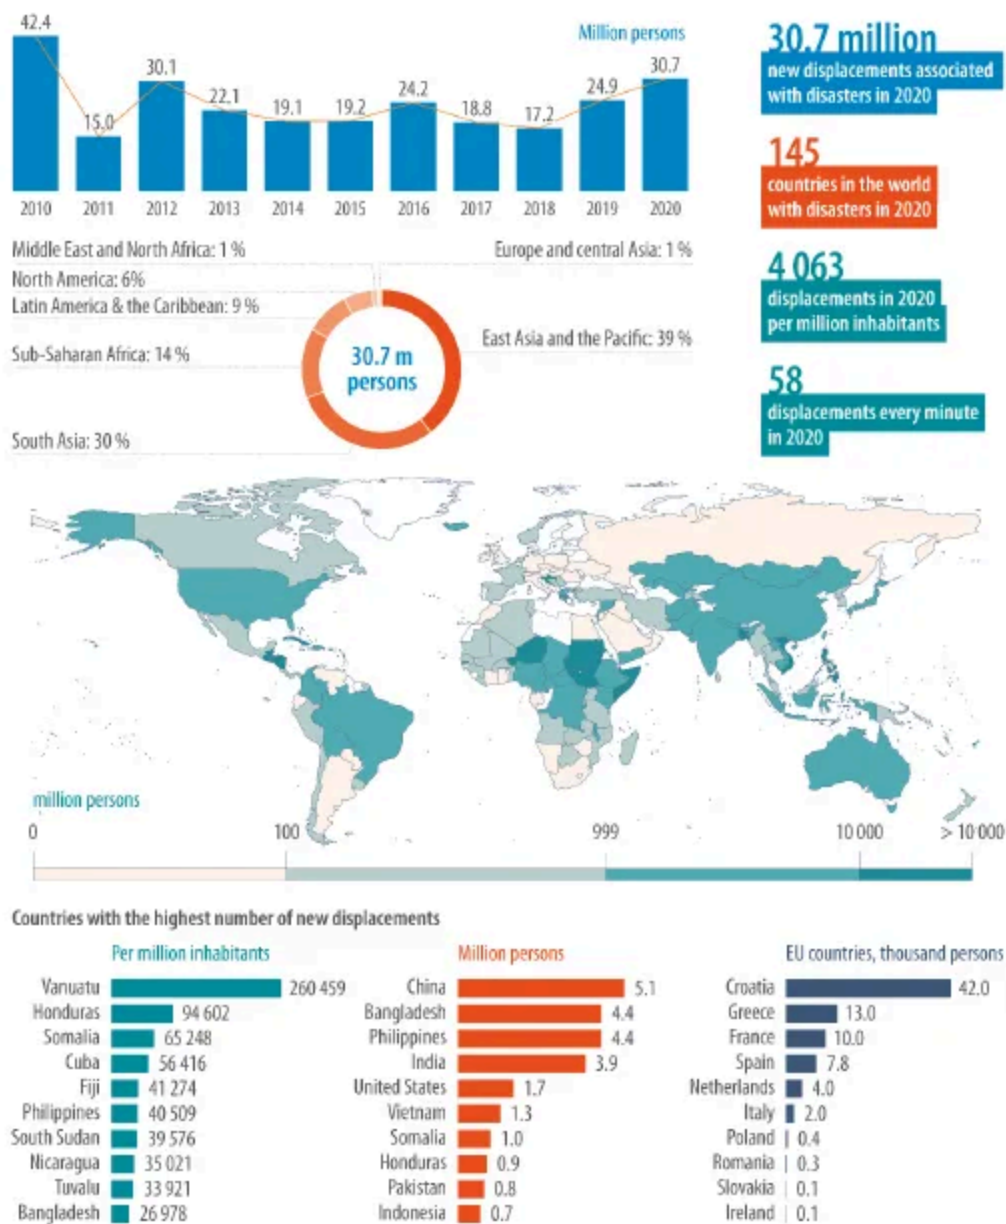 42.4
15.0
30.1
22.1
19.1
19.2
24.2
18.8
17.2
24.9
30.7
Million persons
2010 2011 2012 2013 2014 2015 2016 2017 2018 2019 2020
30.7 million
new displacements associated
with disasters in 2020
145
countries in the world
with disasters in 2020
4 063
displacements in 2020
per million inhabitants
58
displacements every minute
in 2020
Middle East and North Africa: 1 %
North America: 6%
Latin America & the Caribbean: 9 %
Sub-Saharan Africa: 14 %
South Asia: 30 %
Europe and central Asia: 1 %
East Asia and the Pacific: 39 %
30.7 m
persons
million persons
0 100 999 10 000 > 10 000
Countries with the highest number of new displacements
Per million inhabitants
Vanuatu 260 459
Honduras 94 602
Somalia 65 248
Cuba 56 416
Fiji 41 274
Philippines 40 509
South Sudan 39 576
Nicaragua 35 021
Tuvalu 33 921
Bangladesh 26 978
Million persons
China 5.1
Bangladesh 4.4
Philippines 4.4
India 3.9
United States 1.7
Vietnam 1.3
Somalia 1.0
Honduras 0.9
Pakistan 0.8
Indonesia 0.7
EU countries, thousand persons
Croatia 42.0
Greece 13.0
France 10.0
Spain 7.8
Netherlands 4.0
Italy 2.0
Poland 0.4
Romania 0.3
Slovakia 0.1
Ireland 0.1